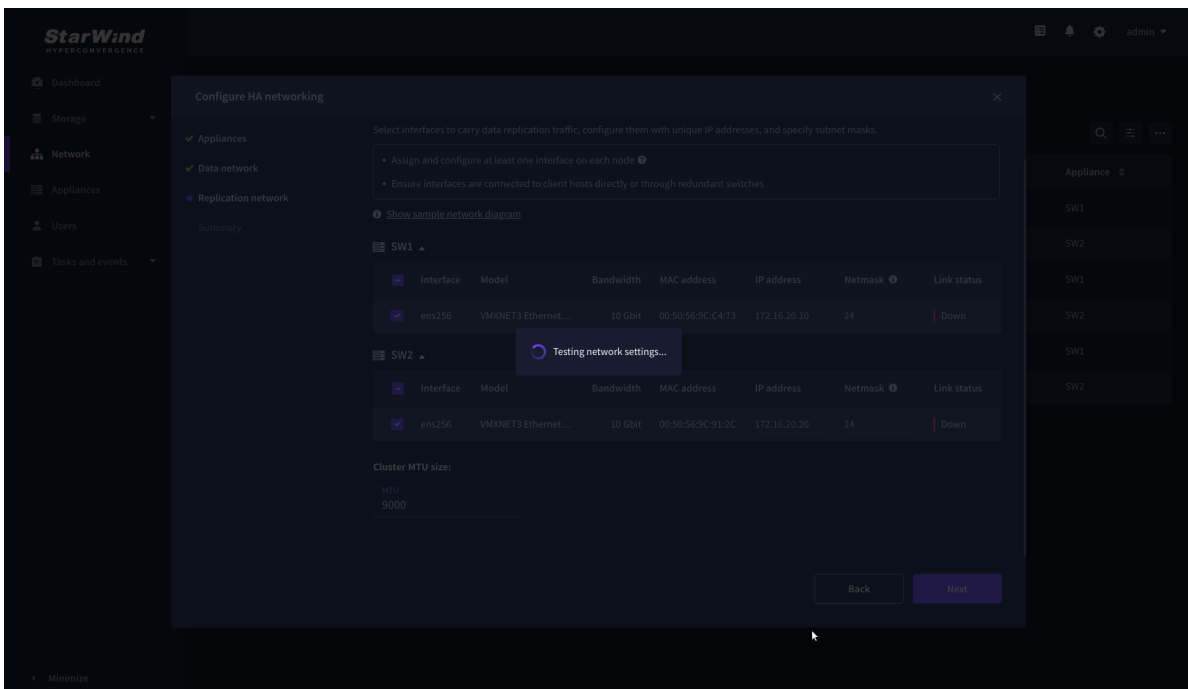 StarWind
HYPERCONVERGENCE
admin
Dashboard
Storage
Network
Appliances
Users
Tasks and events
Minimize
Configure HA networking
Appliances
Data network
Replication network
Summary
Select interfaces to carry data replication traffic, configure them with unique IP addresses, and specify subnet masks.
• Assign and configure at least one interface on each node
• Ensure interfaces are connected to client hosts directly or through redundant switches
Show sample network diagram
SW1
Interface Model Bandwidth MAC address IP address Netmask Link status
ens256 VMXNET3 Ethernet... 10 Gbit 00:50:56:9C:C4:73 172.16.20.10 24 Down
Testing network settings...
SW2
Interface Model Bandwidth MAC address IP address Netmask Link status
ens256 VMXNET3 Ethernet... 10 Gbit 00:50:56:9C:91:2C 172.16.20.20 24 Down
Cluster MTU size:
MTU
9000
Back Next
Appliance
SW1
SW2
SW1
SW2
SW1
SW2